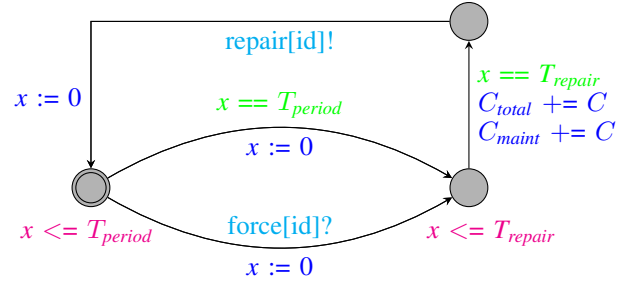 repair[id]!
x := 0
x == T_period
x := 0
x == T_repair
C_total += C
C_maint += C
x <= T_period
force[id]?
x := 0
x <= T_repair